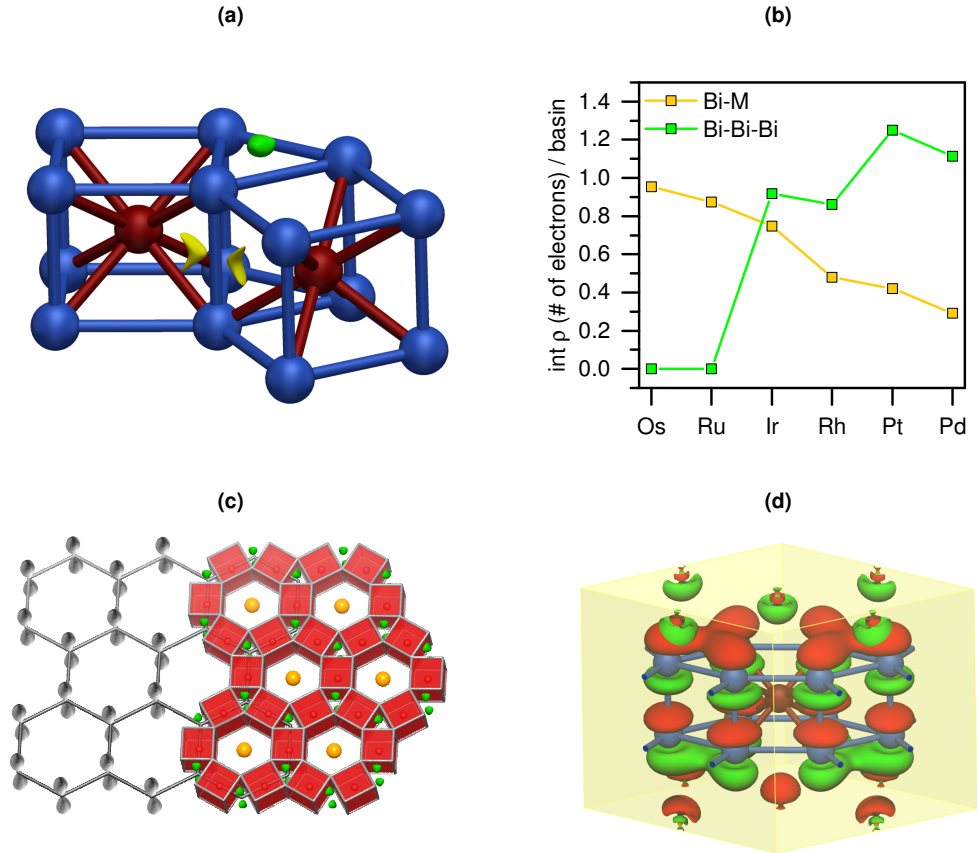 (a)
(b)
Bi-M
Bi-Bi-Bi
int ρ (# of electrons) / basin
1.4
1.2
1.0
0.8
0.6
0.4
0.2
0.0
Os Ru Ir Rh Pt Pd
(c)
(d)